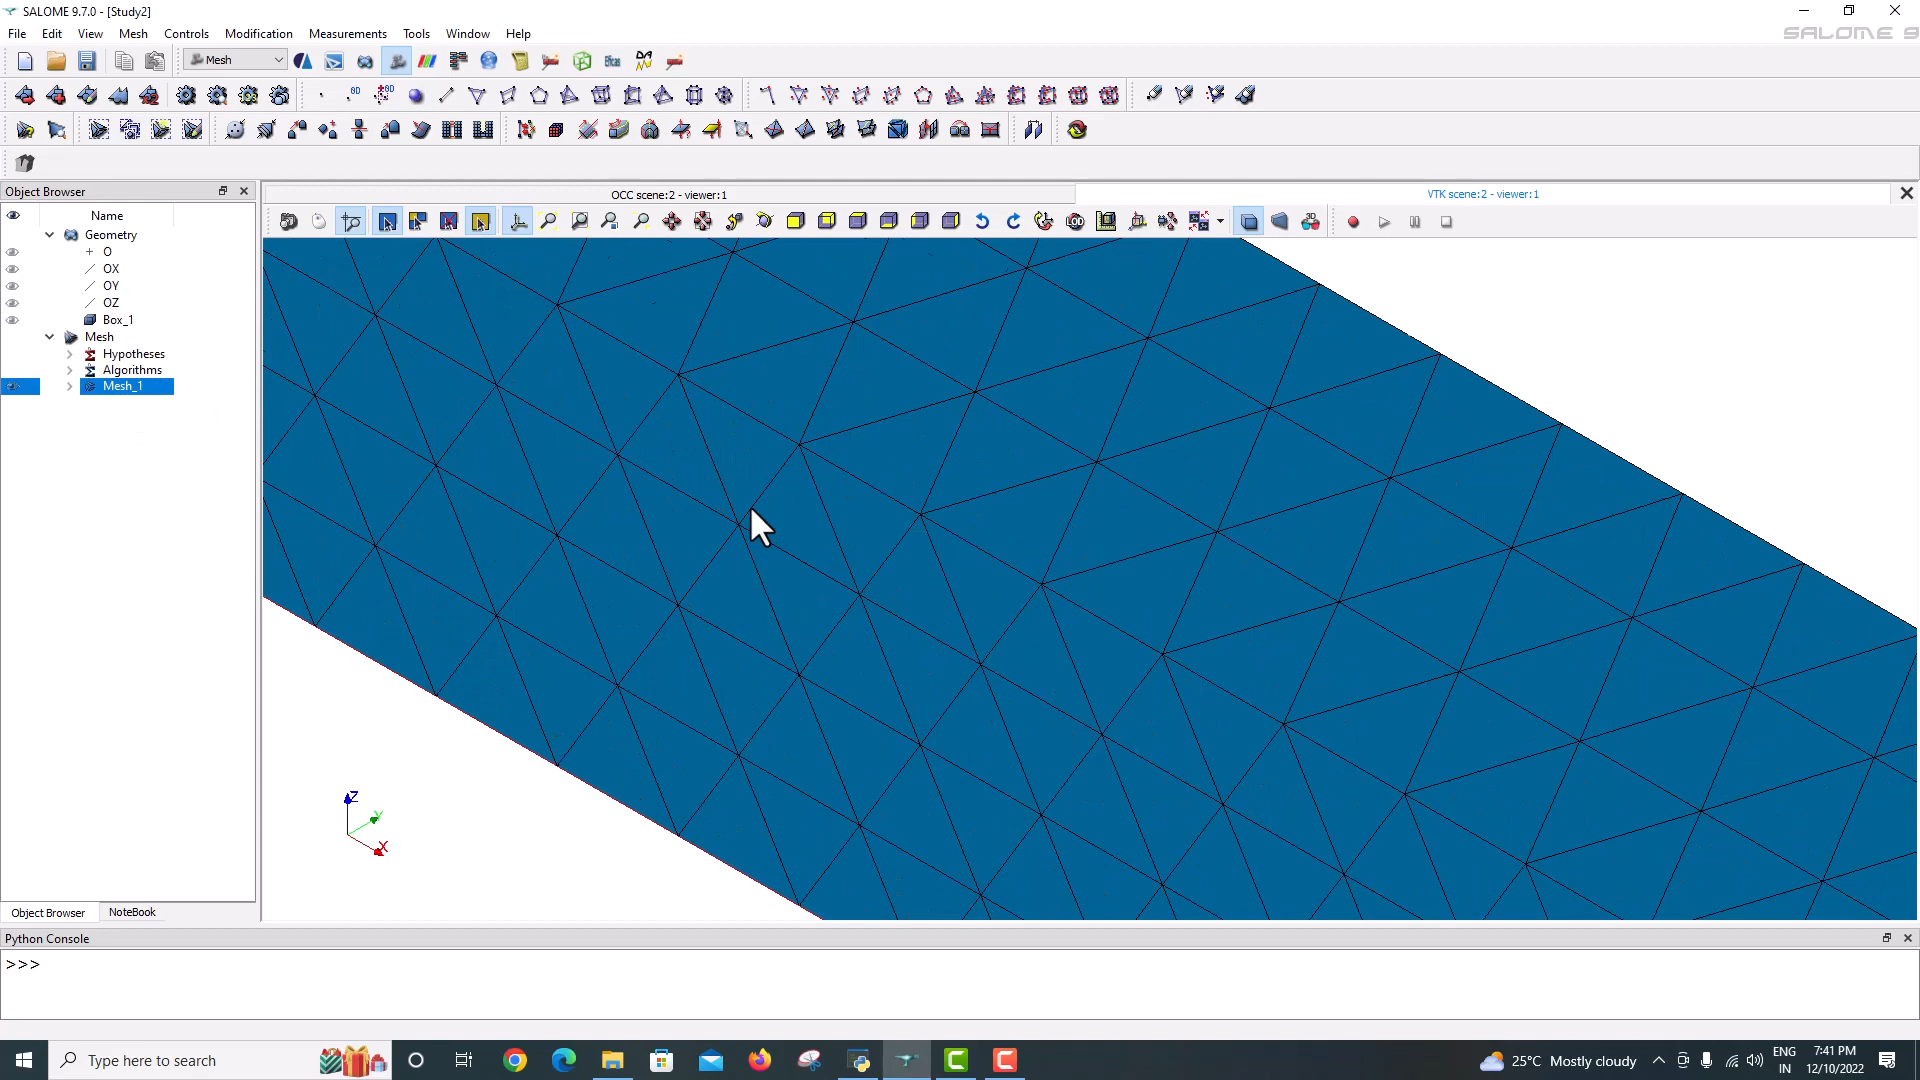 SALOME 9.7.0 - [Study2]
File Edit View Mesh Controls Modification Measurements Tools Window Help
SALOME 9
Mesh
Eficas
0D
0D
Object Browser
OCC scene:2 - viewer:1
VTK scene:2 - viewer:1
Name
Geometry
O
OX
OY
OZ
Box_1
Mesh
Hypotheses
Algorithms
Mesh_1
Z
Y
X
Object Browser
NoteBook
Python Console
>>>
Type here to search
25°C Mostly cloudy
ENG
IN
7:41 PM
12/10/2022